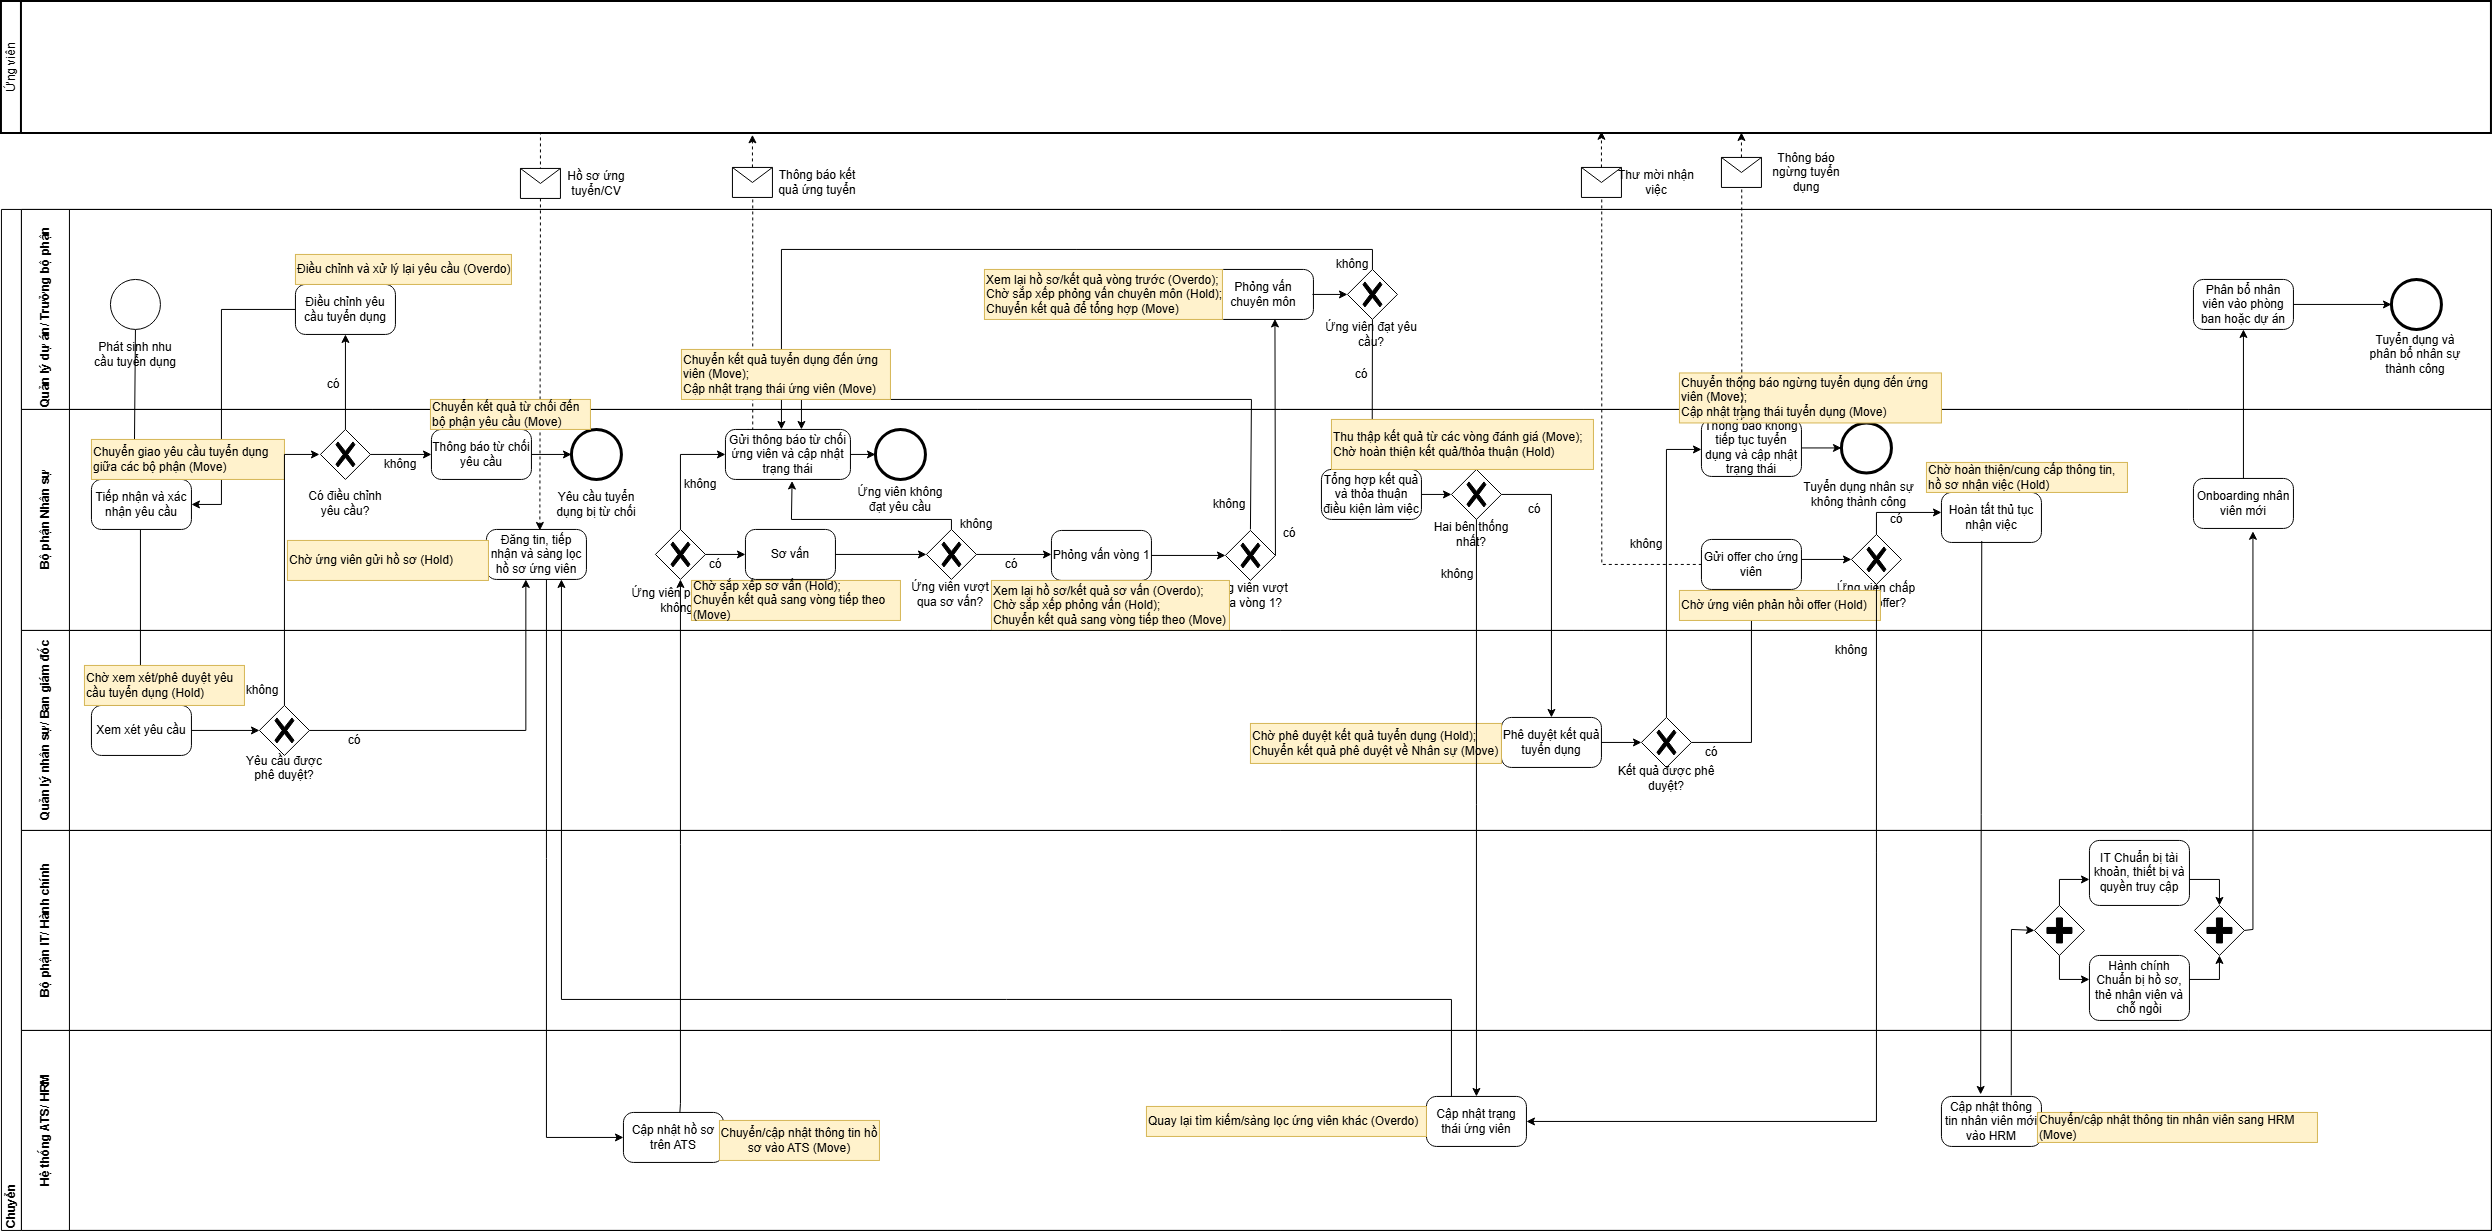 Ứng viên
Hồ sơ ứng
tuyển/CV
Thông báo kết
quả ứng tuyển
Thư mời nhận
việc
Thông báo
ngừng tuyển
dụng
Chuyển
Quản lý dự án/ Trưởng bộ phận
Phát sinh nhu
cầu tuyển dụng
Điều chỉnh và xử lý lại yêu cầu (Overdo)
Điều chỉnh yêu
cầu tuyển dụng
có
Chuyển kết quả tuyển dụng đến ứng
viên (Move);
Cập nhật trạng thái ứng viên (Move)
Xem lại hồ sơ/kết quả vòng trước (Overdo);
Chờ sắp xếp phỏng vấn chuyên môn (Hold);
Chuyển kết quả để tổng hợp (Move)
Phỏng vấn
chuyên môn
không
Ứng viên đạt yêu
cầu?
có
Chuyển thông báo ngừng tuyển dụng đến ứng
viên (Move);
Cập nhật trạng thái tuyển dụng (Move)
Phân bổ nhân
viên vào phòng
ban hoặc dự án
Tuyển dụng và
phân bổ nhân sự
thành công
Bộ phận Nhân sự
Chuyển giao yêu cầu tuyển dụng
giữa các bộ phận (Move)
Tiếp nhận và xác
nhận yêu cầu
Có điều chỉnh
yêu cầu?
không
Chuyển kết quả từ chối đến
bộ phận yêu cầu (Move)
Thông báo từ chối
yêu cầu
Yêu cầu tuyển
dụng bị từ chối
Chờ ứng viên gửi hồ sơ (Hold)
Đăng tin, tiếp
nhận và sàng lọc
hồ sơ ứng viên
không
Ứng viên
không
có
Gửi thông báo từ chối
ứng viên và cập nhật
trạng thái
Ứng viên không
đạt yêu cầu
Sơ vấn
Chờ sắp xếp sơ vấn (Hold);
Chuyển kết quả sang vòng tiếp theo
(Move)
không
có
Ứng viên vượt
qua sơ vấn?
Phỏng vấn vòng 1
Xem lại hồ sơ/kết quả sơ vấn (Overdo);
Chờ sắp xếp phỏng vấn (Hold);
Chuyển kết quả sang vòng tiếp theo (Move)
không
có
viên vượt
vòng 1?
Thu thập kết quả từ các vòng đánh giá (Move);
Chờ hoàn thiện kết quả/thỏa thuận (Hold)
Tổng hợp kết quả
và thỏa thuận
điều kiện làm việc
Hai bên thống
nhất?
có
không
Thông báo không
tiếp tục tuyển
dụng và cập nhật
trạng thái
Tuyển dụng nhân sự
không thành công
không
Gửi offer cho ứng
viên
Chờ ứng viên phản hồi offer (Hold)
Ứng viên chấp
offer?
có
Chờ hoàn thiện/cung cấp thông tin,
hồ sơ nhận việc (Hold)
Hoàn tất thủ tục
nhận việc
Onboarding nhân
viên mới
Quản lý nhân sự/ Ban giám đốc
Chờ xem xét/phê duyệt yêu
cầu tuyển dụng (Hold)
Xem xét yêu cầu
không
có
Yêu cầu được
phê duyệt?
Chờ phê duyệt kết quả tuyển dụng (Hold);
Chuyển kết quả phê duyệt về Nhân sự (Move)
Phê duyệt kết quả
tuyển dụng
có
Kết quả được phê
duyệt?
không
Bộ phận IT/ Hành chính
IT Chuẩn bị tài
khoản, thiết bị và
quyền truy cập
Hành chính
Chuẩn bị hồ sơ,
thẻ nhân viên và
chỗ ngồi
Hệ thống ATS/ HRM
Cập nhật hồ sơ
trên ATS
Chuyển/cập nhật thông tin hồ
sơ vào ATS (Move)
Quay lại tìm kiếm/sàng lọc ứng viên khác (Overdo)
Cập nhật trạng
thái ứng viên
Cập nhật thông
tin nhân viên mới
vào HRM
Chuyển/cập nhật thông tin nhân viên sang HRM
(Move)